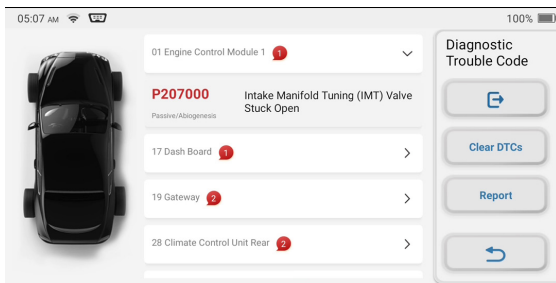 05:07 AM
100%
01 Engine Control Module 1 1
P207000
Intake Manifold Tuning (IMT) Valve
Stuck Open
Passive/Abiogenesis
17 Dash Board 1
19 Gateway 2
28 Climate Control Unit Rear 2
Diagnostic
Trouble Code
Clear DTCs
Report